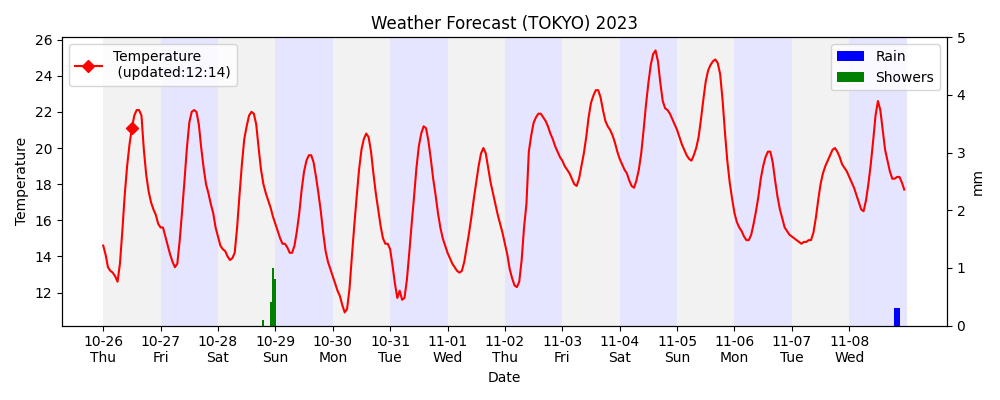 Weather Forecast (TOKYO) 2023
Temperature
(updated:12:14)
Rain
Showers
Temperature
26
24
22
20
18
16
14
12
5
4
3
2
1
0
mm
10-26 10-27 10-28 10-29 10-30 10-31 11-01 11-02 11-03 11-04 11-05 11-06 11-07 11-08
Thu Fri Sat Sun Mon Tue Wed Thu Fri Sat Sun Mon Tue Wed
Date